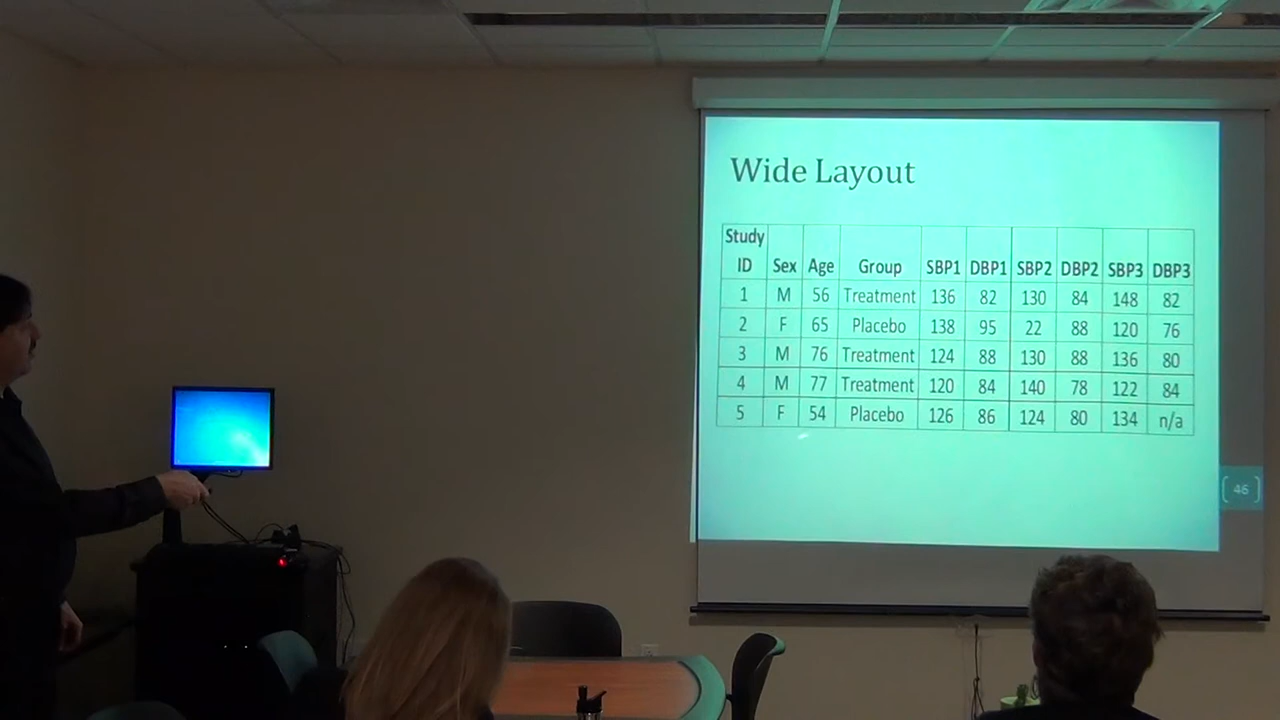 Wide Layout
Study
ID Sex Age Group SBP1 DBP1 SBP2 DBP2 SBP3 DBP3
1 M 56 Treatment 136 82 130 84 148 82
2 F 65 Placebo 138 95 22 88 120 76
3 M 76 Treatment 124 88 130 88 136 80
4 M 77 Treatment 120 84 140 78 122 84
5 F 54 Placebo 126 86 124 80 134 n/a
46